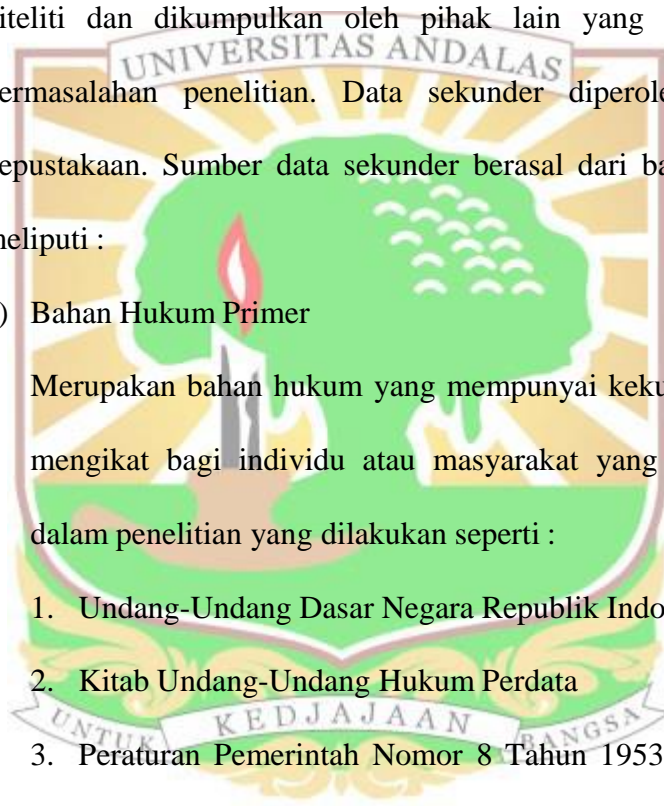 iteliti dan dikumpulkan oleh pihak lain yang
UNIVERSITAS ANDALAS
ermasalahan penelitian. Data sekunder diperole
epustakaan. Sumber data sekunder berasal dari ba
neliputi :
) Bahan Hukum Primer
Merupakan bahan hukum yang mempunyai keku
mengikat bagi individu atau masyarakat yang
dalam penelitian yang dilakukan seperti :
1. Undang-Undang Dasar Negara Republik Indo
2. Kitab Undang-Undang Hukum Perdata
UNTUK KEDJAJAAN BANGSA
3. Peraturan Pemerintah Nomor 8 Tahun 1953